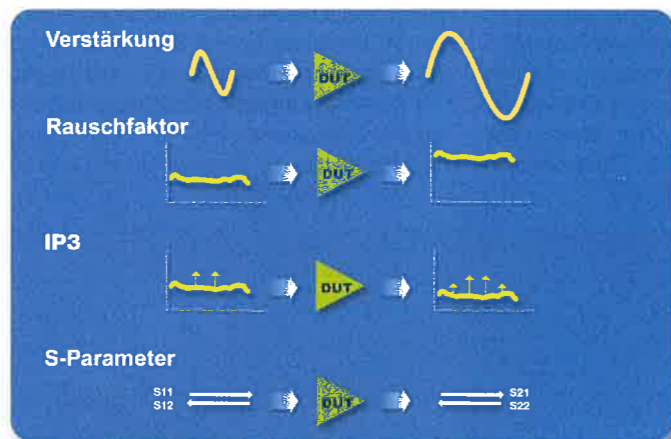 Verstärkung
DUT
Rauschfaktor
DUT
IP3
DUT
S-Parameter
S11
S12
DUT
S21
S22